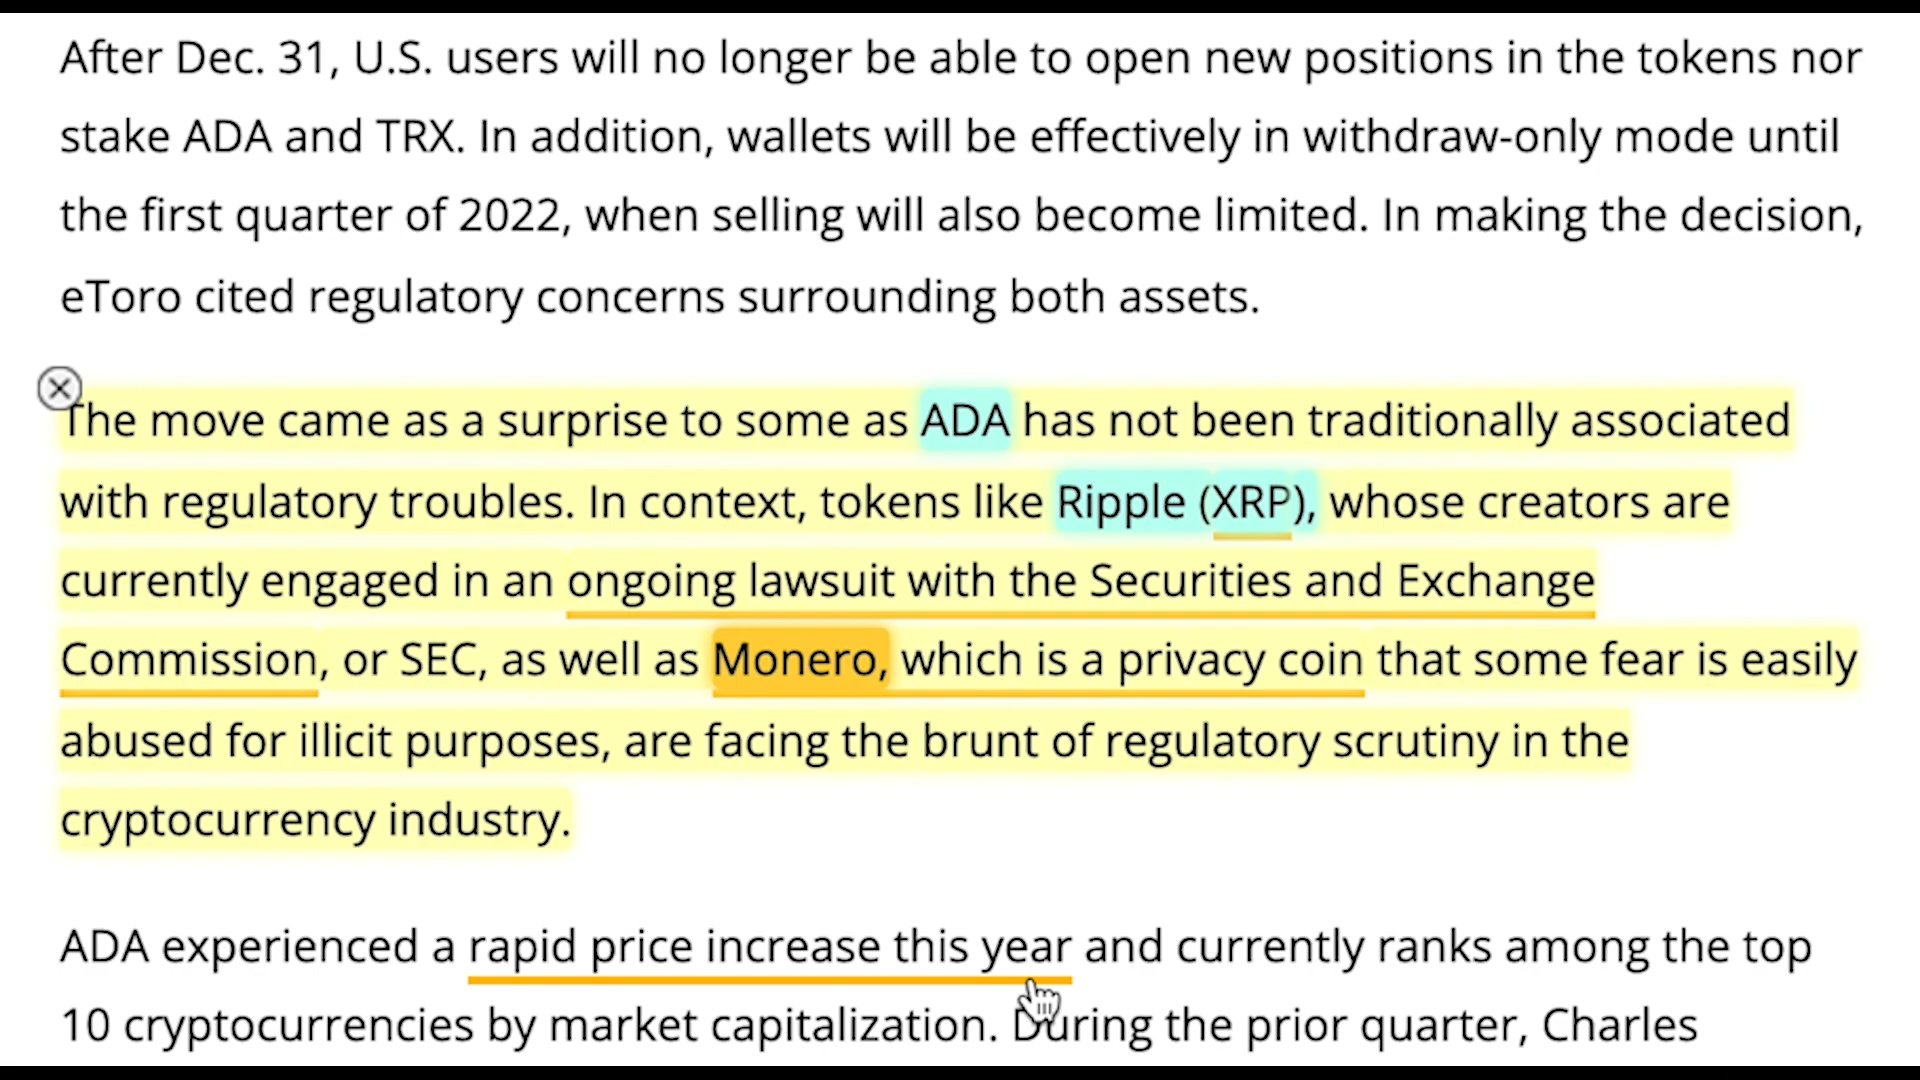 After Dec. 31, U.S. users will no longer be able to open new positions in the tokens nor
stake ADA and TRX. In addition, wallets will be effectively in withdraw-only mode until
the first quarter of 2022, when selling will also become limited. In making the decision,
eToro cited regulatory concerns surrounding both assets.
The move came as a surprise to some as ADA has not been traditionally associated
with regulatory troubles. In context, tokens like Ripple (XRP), whose creators are
currently engaged in an ongoing lawsuit with the Securities and Exchange
Commission, or SEC, as well as Monero, which is a privacy coin that some fear is easily
abused for illicit purposes, are facing the brunt of regulatory scrutiny in the
cryptocurrency industry.
ADA experienced a rapid price increase this year and currently ranks among the top
10 cryptocurrencies by market capitalization. During the prior quarter, Charles